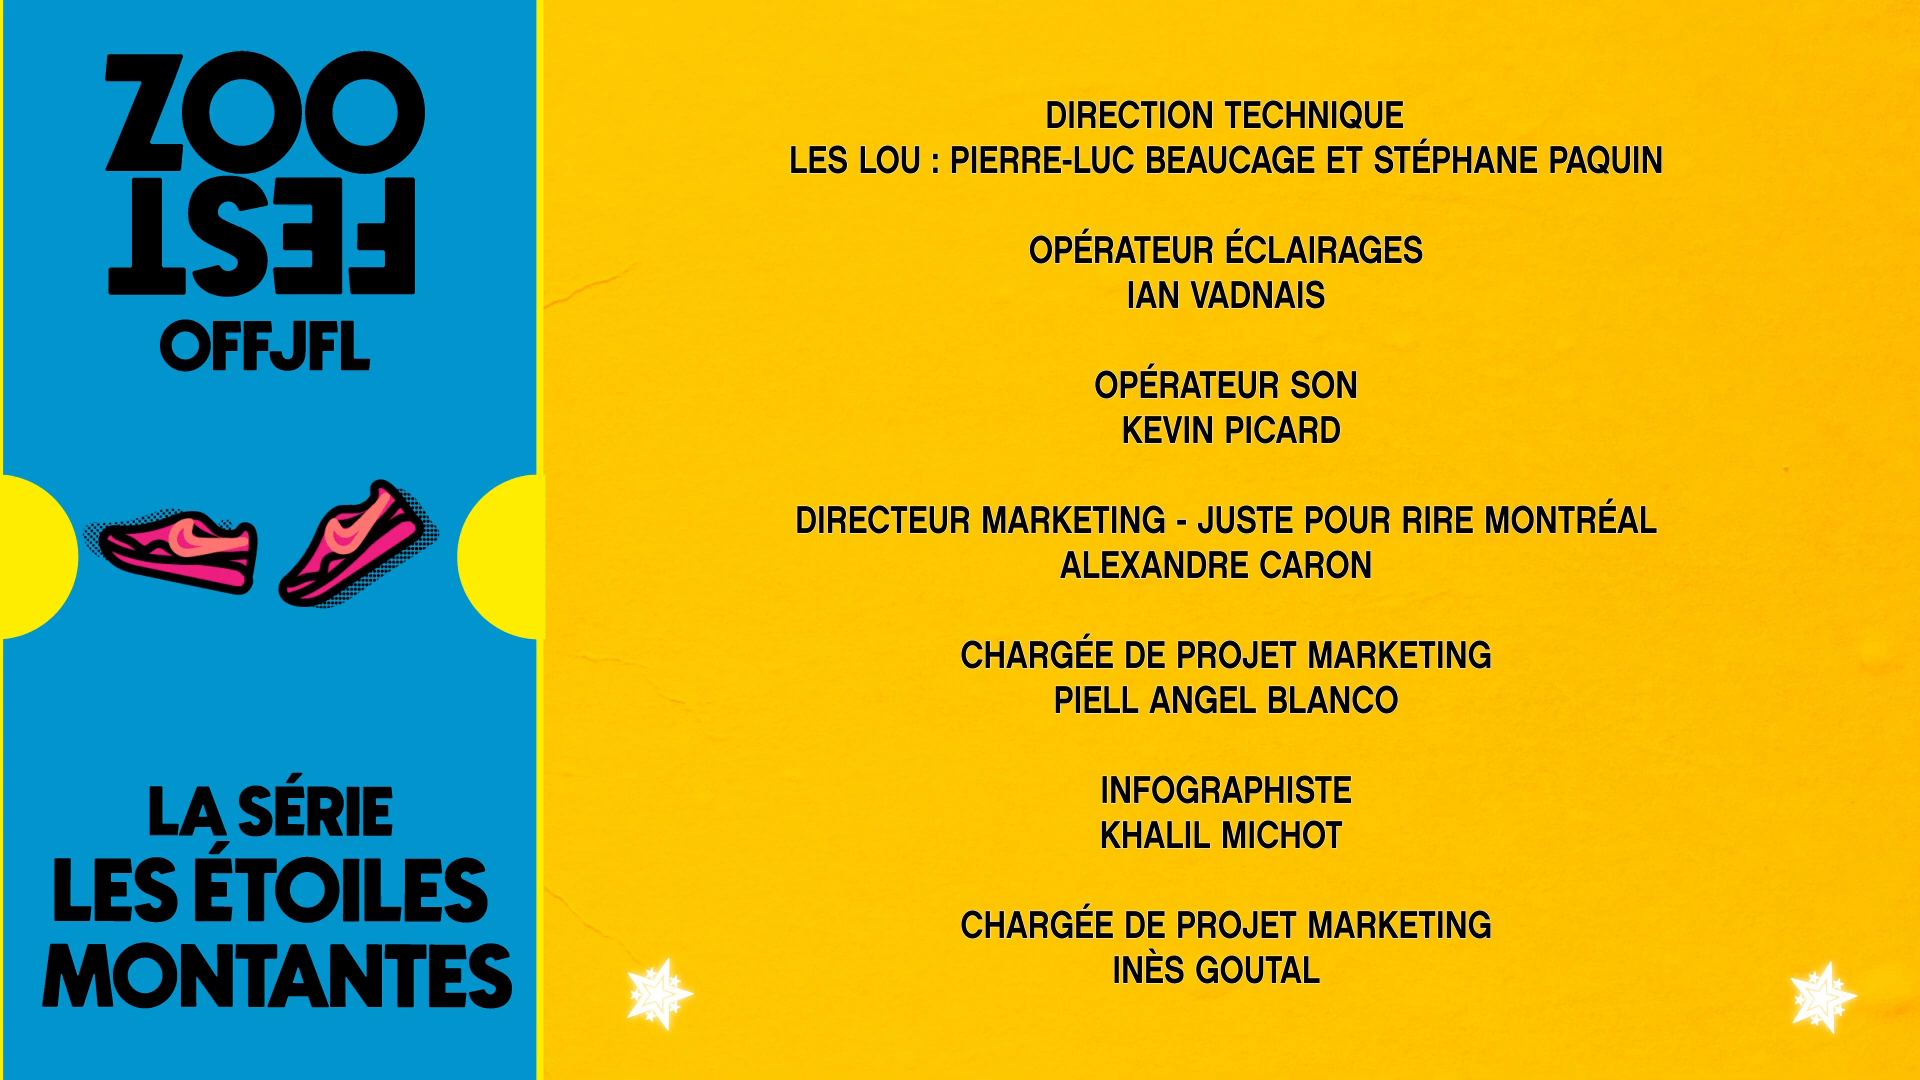 ZOO
FEST
OFFJFL
LA SÉRIE
LES ÉTOILES
MONTANTES
DIRECTION TECHNIQUE
LES LOU : PIERRE-LUC BEAUCAGE ET STÉPHANE PAQUIN
OPÉRATEUR ÉCLAIRAGES
IAN VADNAIS
OPÉRATEUR SON
KEVIN PICARD
DIRECTEUR MARKETING - JUSTE POUR RIRE MONTRÉAL
ALEXANDRE CARON
CHARGÉE DE PROJET MARKETING
PIELL ANGEL BLANCO
INFOGRAPHISTE
KHALIL MICHOT
CHARGÉE DE PROJET MARKETING
INÈS GOUTAL